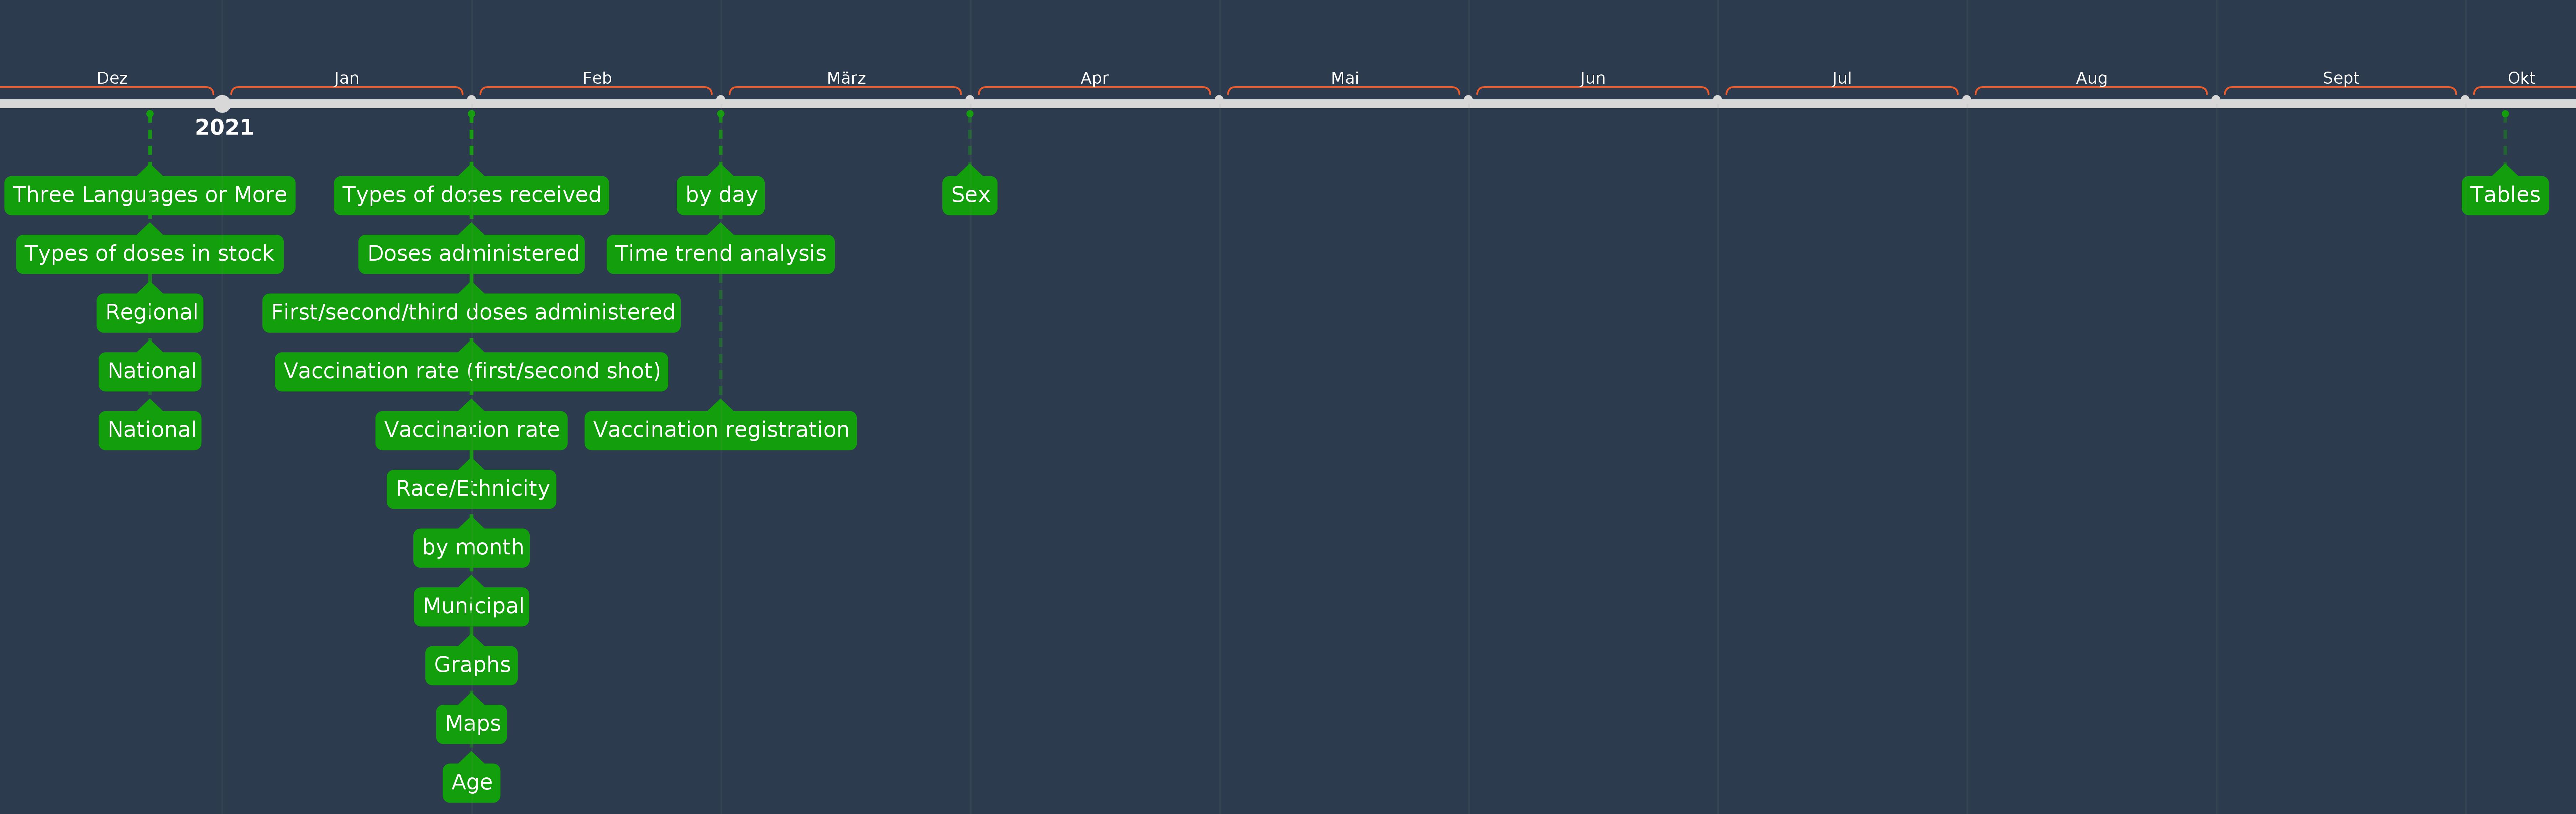 Dez
Jan
Feb
März
Apr
Mai
Jun
Jul
Aug
Sept
Okt
2021
Three Languages or More
Types of doses received
by day
Sex
Tables
Types of doses in stock
Doses administered
Time trend analysis
Regional
First/second/third doses administered
National
Vaccination rate (first/second shot)
National
Vaccination rate
Vaccination registration
Race/Ethnicity
by month
Municipal
Graphs
Maps
Age